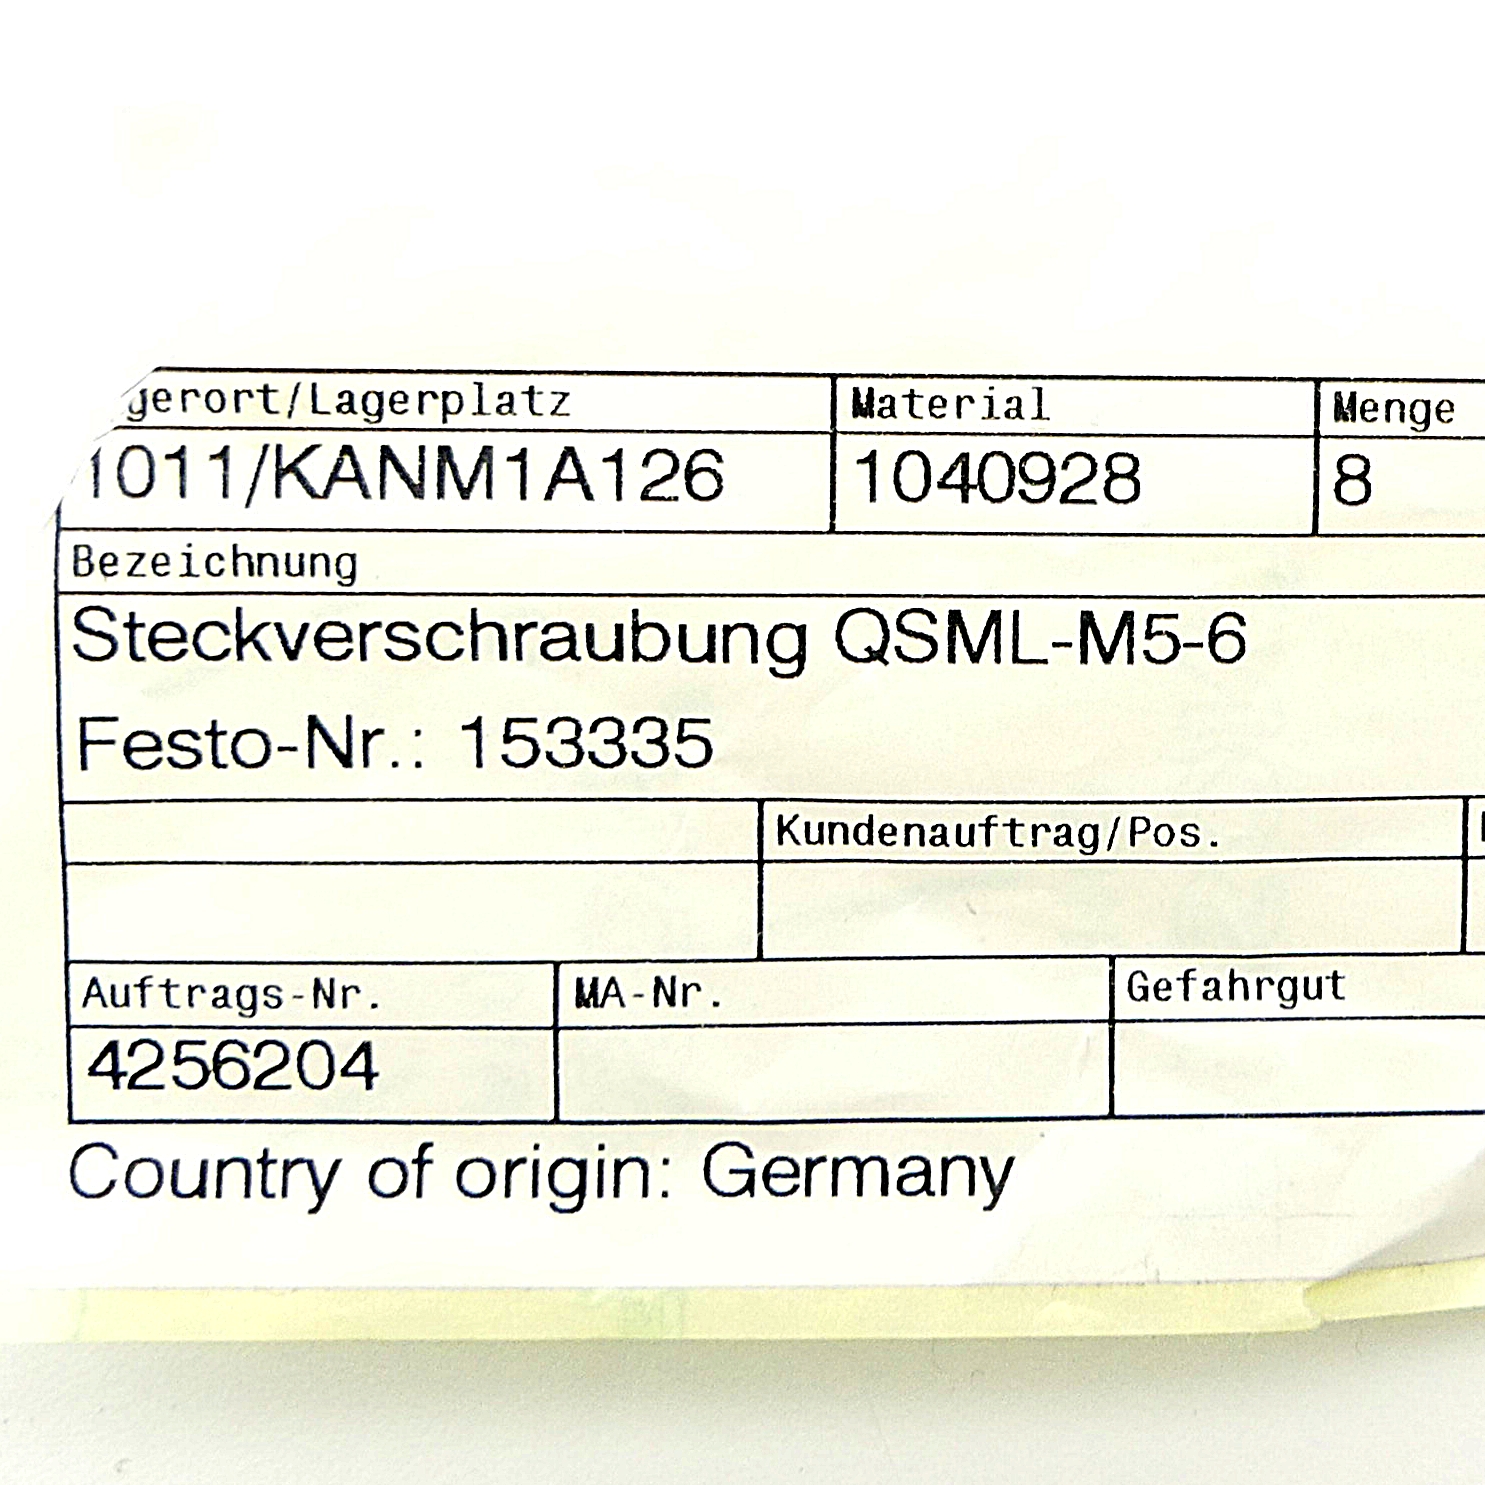 gerort/Lagerplatz Material Menge
1011/KANM1A126 1040928 8
Bezeichnung
Steckverschraubung QSML-M5-6
Festo-Nr.: 153335
Kundenauftrag/Pos.
Auftrags-Nr. MA-Nr. Gefahrgut
4256204
Country of origin: Germany